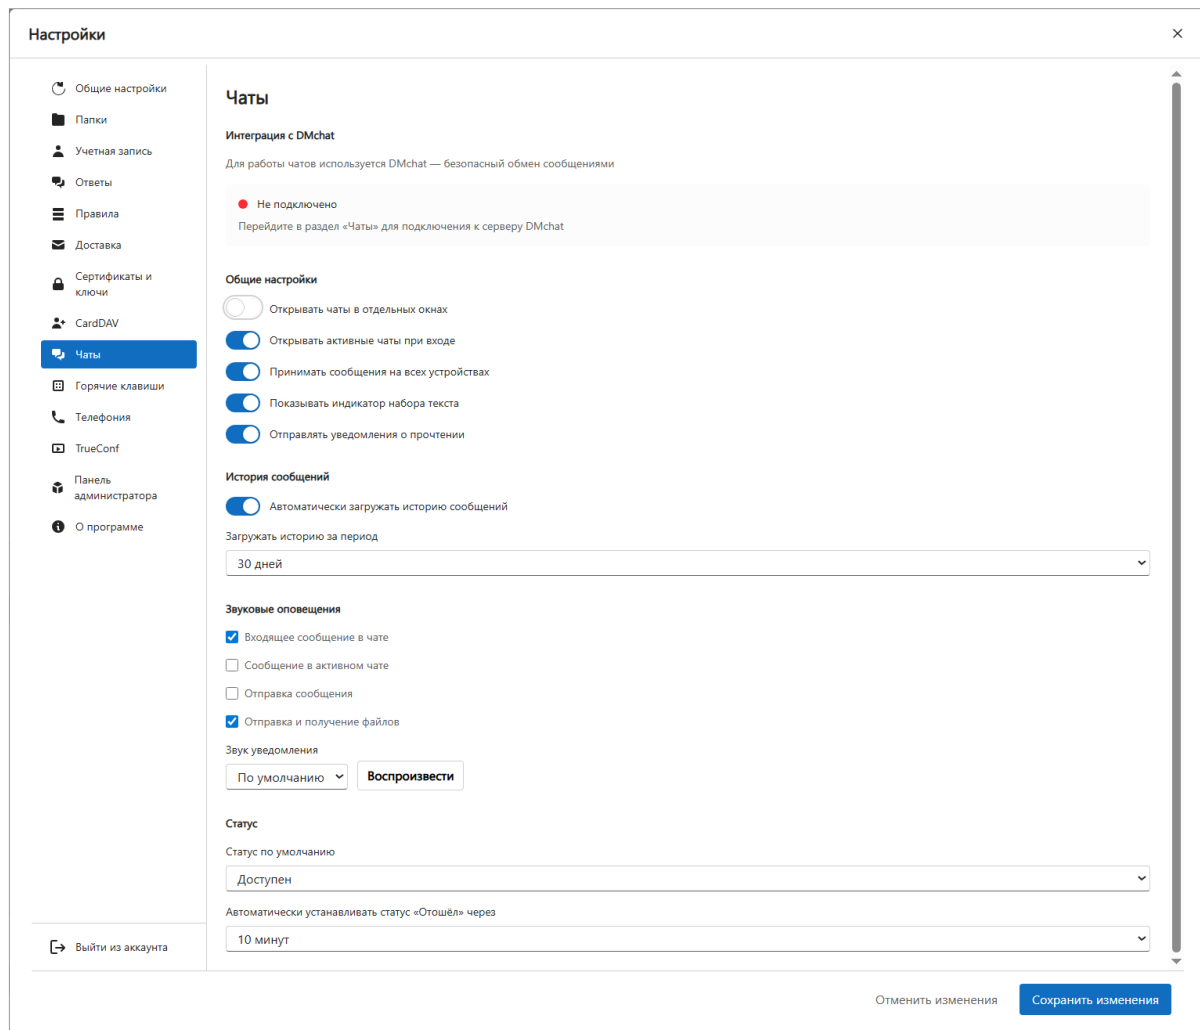 Настройки
Общие настройки
Папки
Учетная запись
Ответы
Правила
Доставка
Сертификаты и
ключи
CardDAV
Чаты
Горячие клавиши
Телефония
TrueConf
Панель
администратора
О программе
Выйти из аккаунта
Чаты
Интеграция с DMchat
Для работы чатов используется DMchat — безопасный обмен сообщениями
Не подключено
Перейдите в раздел «Чаты» для подключения к серверу DMchat
Общие настройки
Открывать чаты в отдельных окнах
Открывать активные чаты при входе
Принимать сообщения на всех устройствах
Показывать индикатор набора текста
Отправлять уведомления о прочтении
История сообщений
Автоматически загружать историю сообщений
Загружать историю за период
30 дней
Звуковые оповещения
Входящее сообщение в чате
Сообщение в активном чате
Отправка сообщения
Отправка и получение файлов
Звук уведомления
По умолчанию
Воспроизвести
Статус
Статус по умолчанию
Доступен
Автоматически устанавливать статус «Отошёл» через
10 минут
Отменить изменения
Сохранить изменения